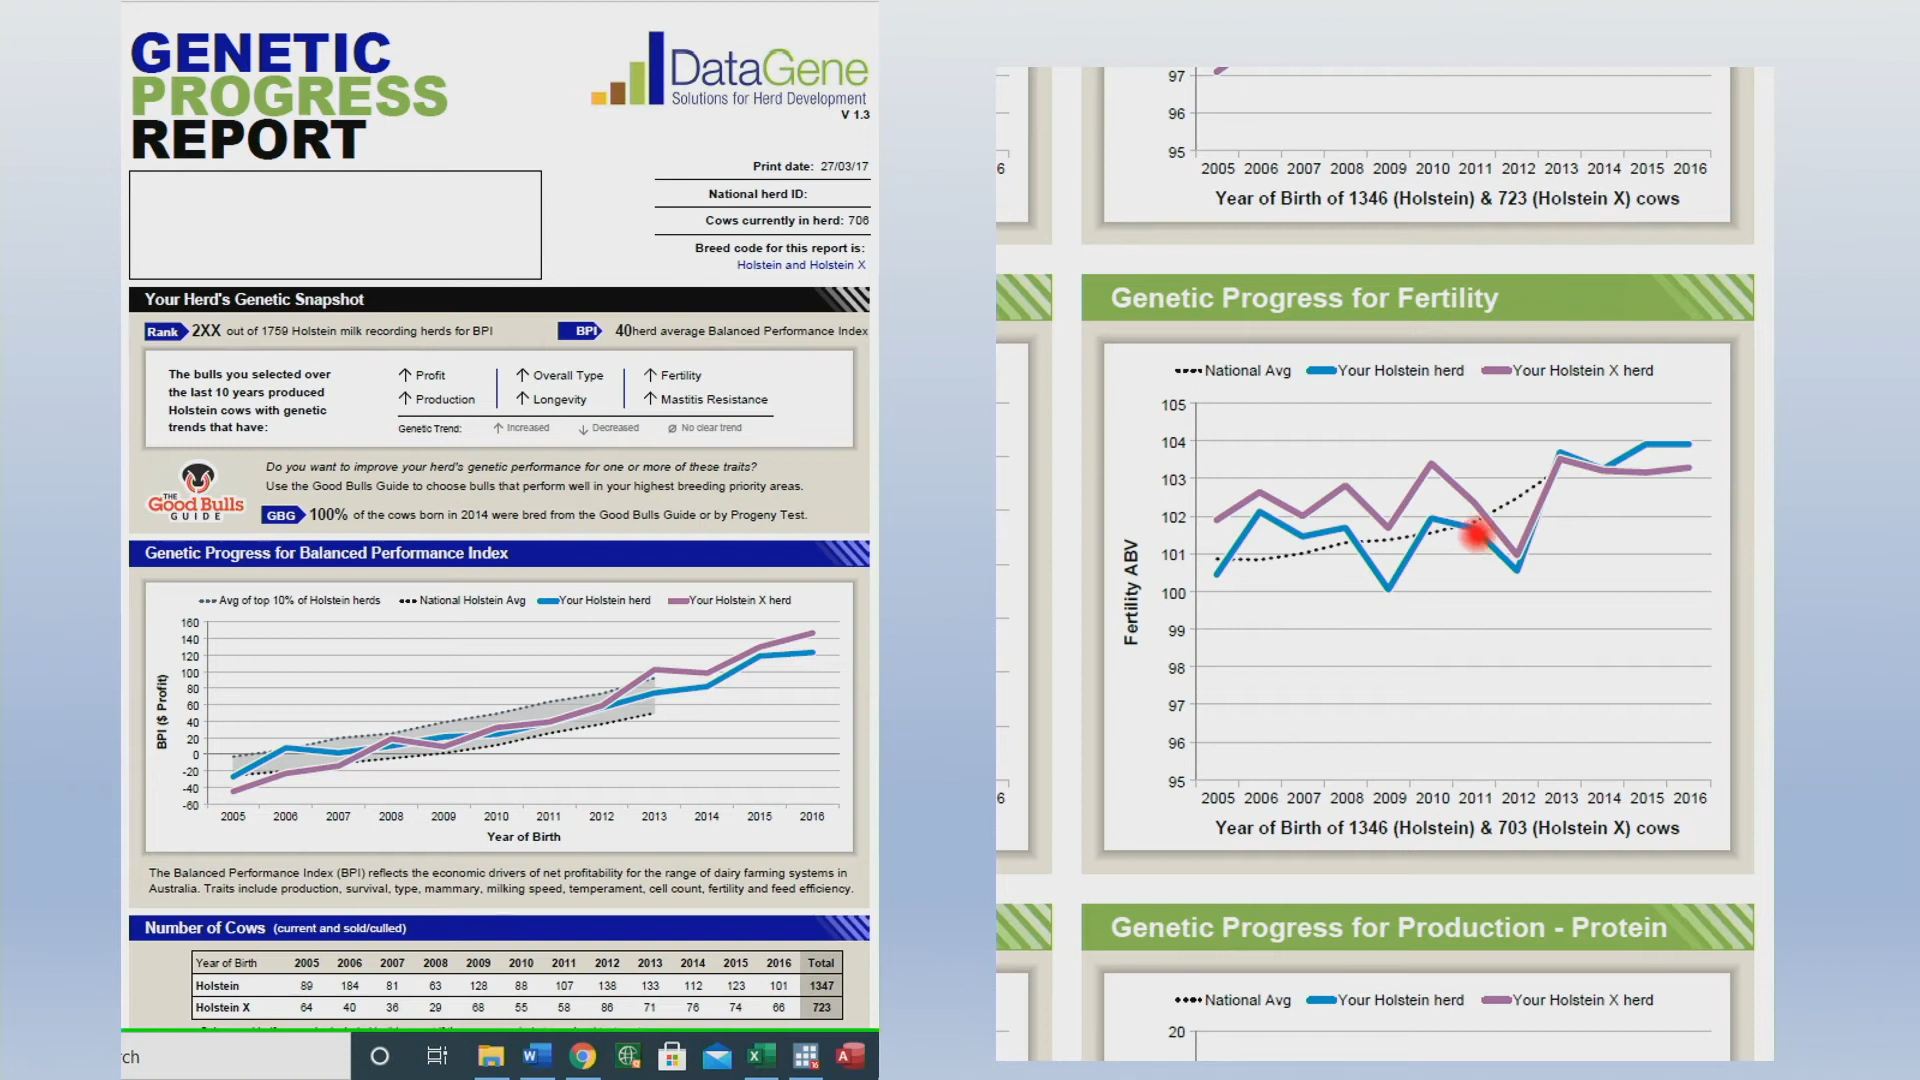 GENETIC
PROGRESS
REPORT
DataGene
Solutions for Herd Development
V 1.3
Print date: 27/03/17
National herd ID:
Cows currently in herd: 706
Breed code for this report is:
Holstein and Holstein X
Your Herd's Genetic Snapshot
Rank 2XX out of 1759 Holstein milk recording herds for BPI
BPI 40herd average Balanced Performance Index
The bulls you selected over
the last 10 years produced
Holstein cows with genetic
trends that have:
↑ Profit ↑ Overall Type ↑ Fertility
↑ Production ↑ Longevity ↑ Mastitis Resistance
Genetic Trend: ↑ Increased ↓ Decreased ø No clear trend
THE
Good Bulls
GUIDE
Do you want to improve your herd's genetic performance for one or more of these traits?
Use the Good Bulls Guide to choose bulls that perform well in your highest breeding priority areas.
GBG 100% of the cows born in 2014 were bred from the Good Bulls Guide or by Progeny Test.
Genetic Progress for Balanced Performance Index
Avg of top 10% of Holstein herds National Holstein Avg Your Holstein herd Your Holstein X herd
BPI ($ Profit)
160
140
120
100
80
60
40
20
0
-20
-40
-60
2005 2006 2007 2008 2009 2010 2011 2012 2013 2014 2015 2016
Year of Birth
The Balanced Performance Index (BPI) reflects the economic drivers of net profitability for the range of dairy farming systems in
Australia. Traits include production, survival, type, mammary, milking speed, temperament, cell count, fertility and feed efficiency.
Number of Cows (current and sold/culled)
Year of Birth 2005 2006 2007 2008 2009 2010 2011 2012 2013 2014 2015 2016 Total
Holstein 89 184 81 63 128 88 107 138 133 112 123 101 1347
Holstein X 64 40 36 29 68 55 58 86 71 76 74 66 723
rch
97
96
95
6
2005 2006 2007 2008 2009 2010 2011 2012 2013 2014 2015 2016
Year of Birth of 1346 (Holstein) & 723 (Holstein X) cows
Genetic Progress for Fertility
National Avg Your Holstein herd Your Holstein X herd
Fertility ABV
105
104
103
102
101
100
99
98
97
96
95
6
2005 2006 2007 2008 2009 2010 2011 2012 2013 2014 2015 2016
Year of Birth of 1346 (Holstein) & 703 (Holstein X) cows
Genetic Progress for Production - Protein
National Avg Your Holstein herd Your Holstein X herd
20